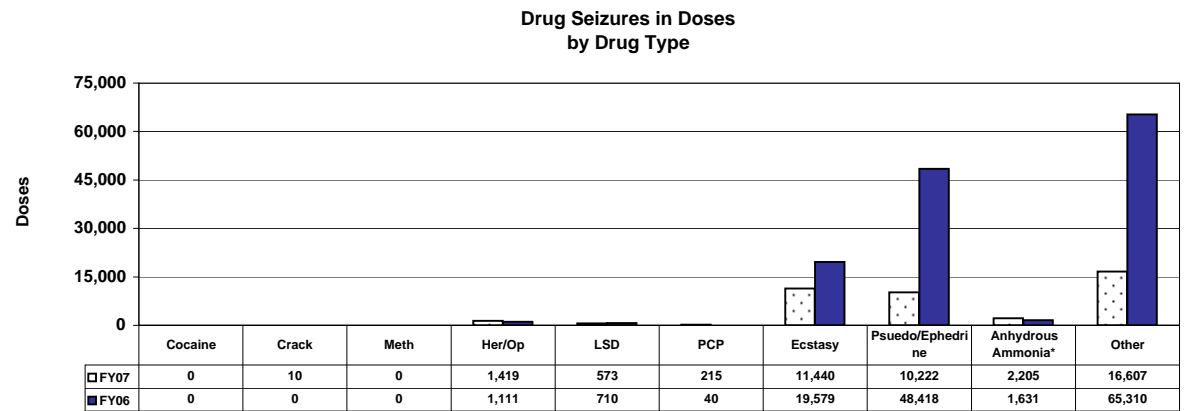 Drug Seizures in Doses
by Drug Type
75,000
60,000
45,000
30,000
15,000
0
Doses
Cocaine Crack Meth Her/Op LSD PCP Ecstasy Psuedo/Ephedri
ne Anhydrous
Ammonia* Other
FY07 0 10 0 1,419 573 215 11,440 10,222 2,205 16,607
FY06 0 0 0 1,111 710 40 19,579 48,418 1,631 65,310